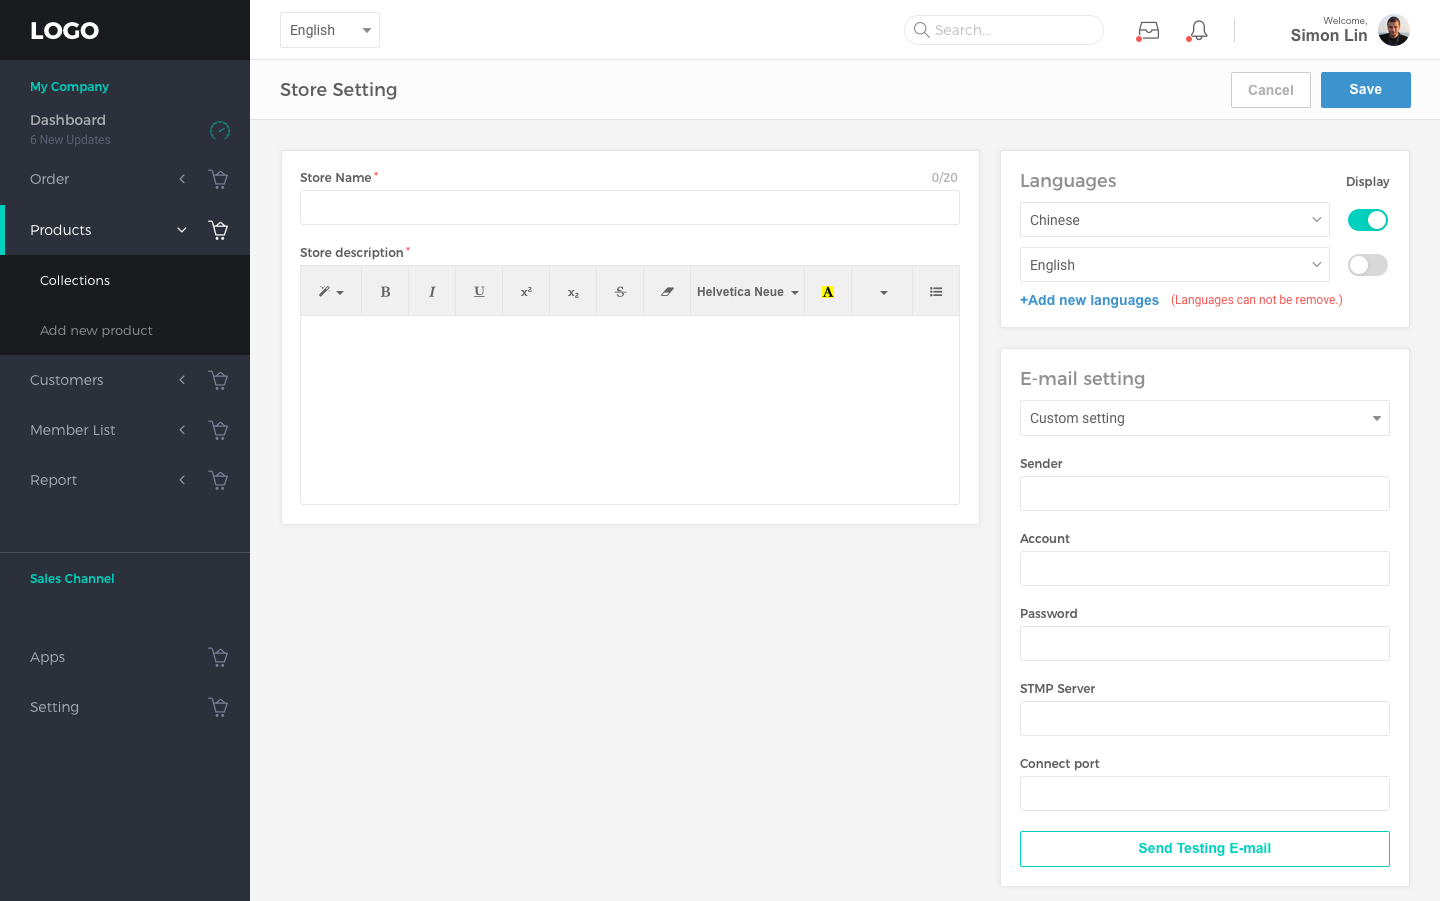 LOGO
English
Search...
Welcome,
Simon Lin
Store Setting
Cancel
Save
My Company
Dashboard
6 New Updates
Order
Products
Collections
Add new product
Customers
Member List
Report
Sales Channel
Apps
Setting
Store Name*
0/20
Store description*
B I U x² x₂ S Helvetica Neue A
Languages
Display
Chinese
English
+Add new languages (Languages can not be remove.)
E-mail setting
Custom setting
Sender
Account
Password
STMP Server
Connect port
Send Testing E-mail